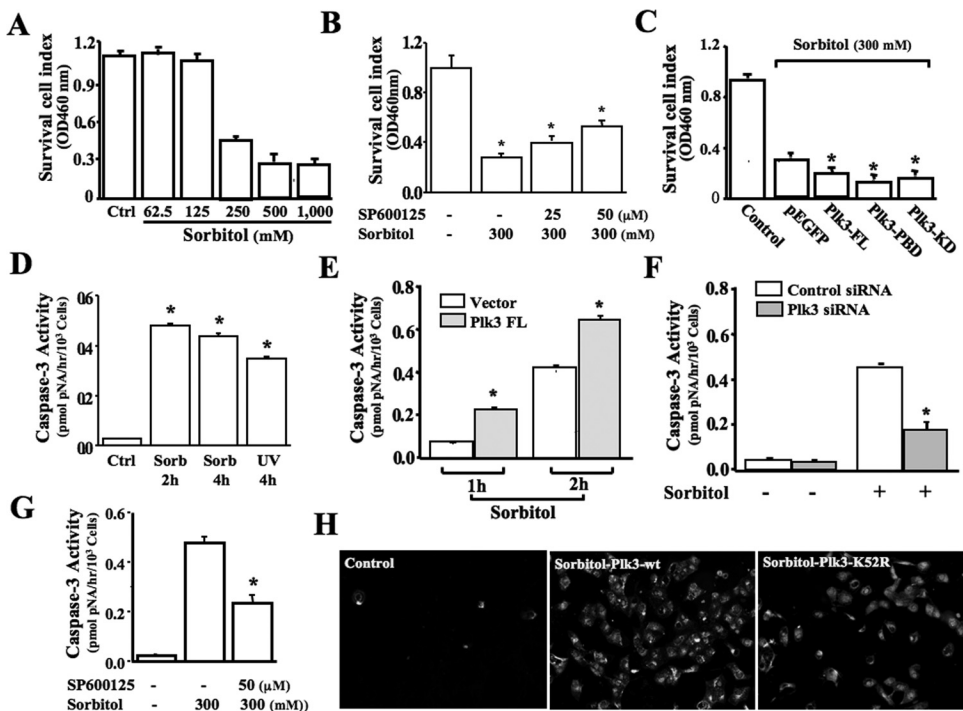 A
Survival cell index
(OD460 nm)
1.2
0.9
0.6
0.3
0
Ctrl 62.5 125 250 500 1,000
Sorbitol (mM)
B
Survival cell index
(OD460nm)
1.2
0.8
0.4
0.0
* * *
SP600125 - - 25 50 (μM)
Sorbitol - 300 300 300 (mM)
C
Sorbitol (300 mM)
Survival cell index
(OD460 nm)
1.2
0.8
0.4
0
* * *
Control pEGFP Plk3-FL Plk3-PBD Plk3-KD
D
Caspase-3 Activity
(pmol pNA/hr/10³ Cells)
0.6
0.4
0.2
0.0
* * *
Ctrl Sorb Sorb UV
2h 4h 4h
E
Caspase-3 Activity
(pmol pNA/hr/10³ Cells)
0.8
0.6
0.4
0.2
0.0
Vector
Plk3 FL
* *
1h 2h
Sorbitol
F
Caspase-3 Activity
(pmol pNA/hr/10³ Cells)
0.8
0.6
0.4
0.2
0.0
Control siRNA
Plk3 siRNA
*
Sorbitol - - + +
G
Caspase-3 Activity
(pmol pNA/hr/10³ Cells)
0.6
0.4
0.2
0.0
*
SP600125 - - 50 (μM)
Sorbitol - 300 300 (mM))
H
Control
Sorbitol-Plk3-wt
Sorbitol-Plk3-K52R